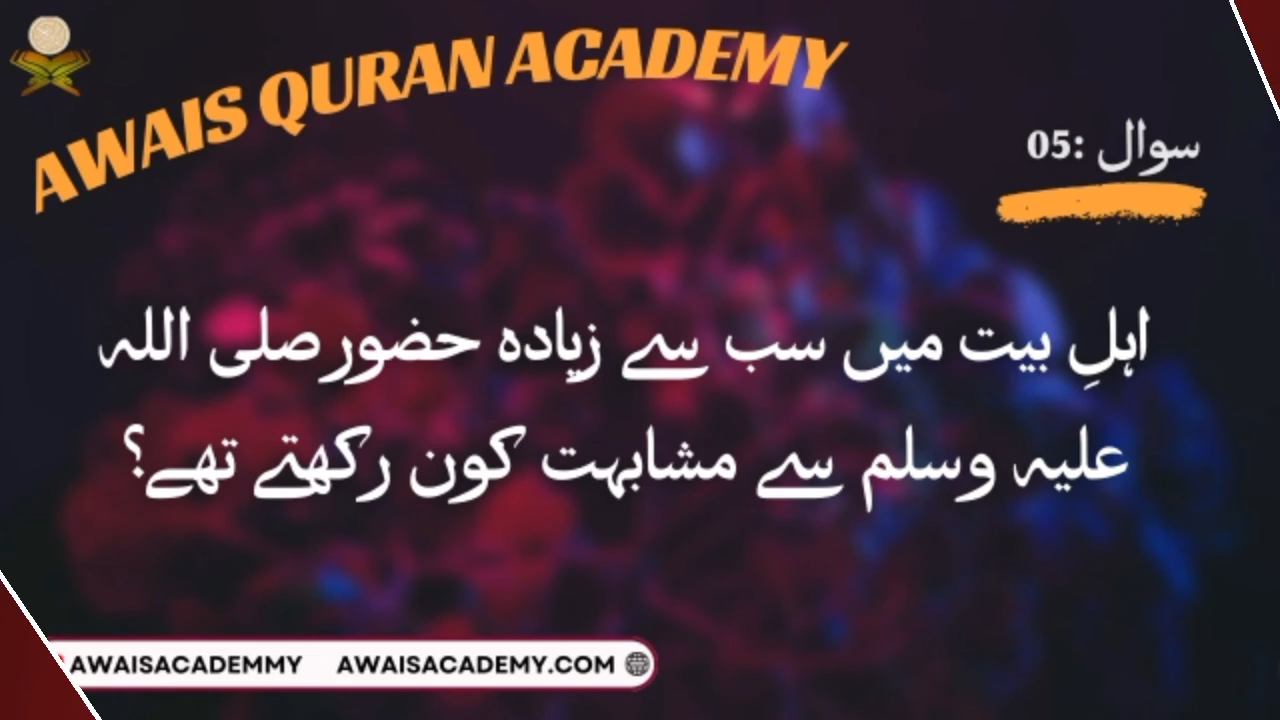 AWAIS QURAN ACADEMY
سوال :05
اہلِ بیت میں سب سے زیادہ حضور صلی اللہ
علیہ وسلم سے مشابہت کون رکھتے تھے؟
AWAISACADEMMY AWAISACADEMY.COM